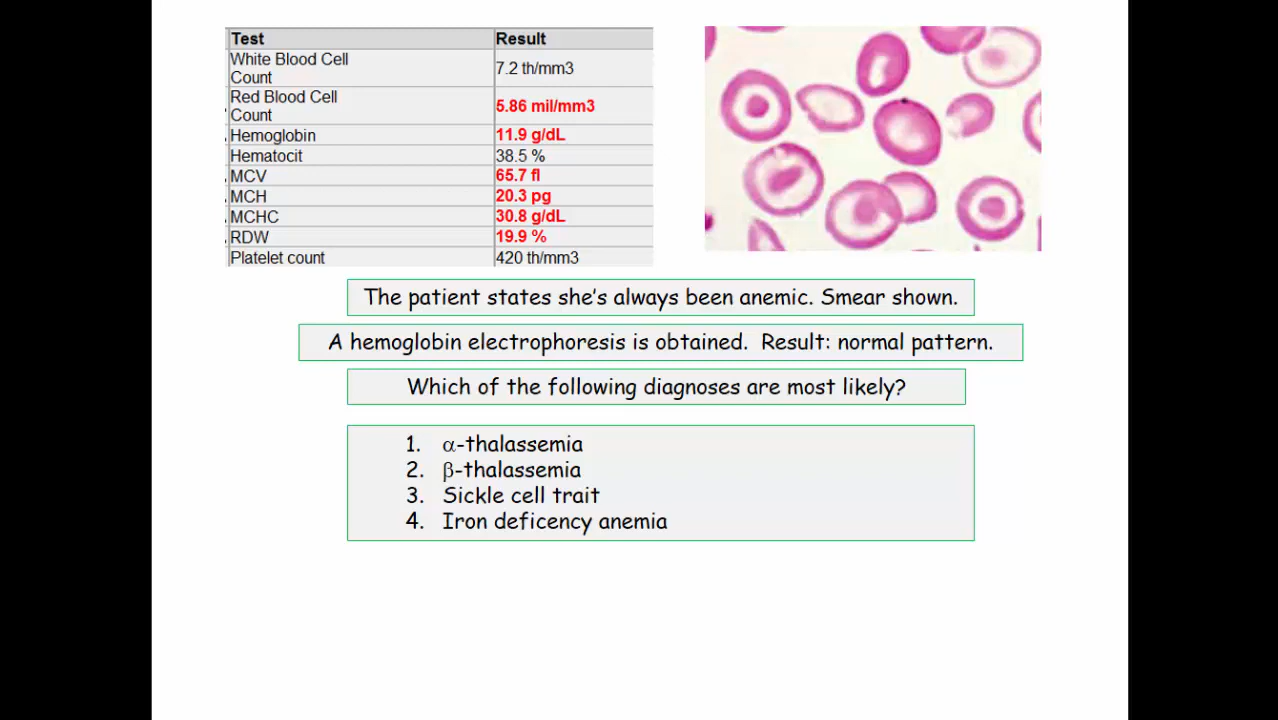 Test Result
White Blood Cell
Count 7.2 th/mm3
Red Blood Cell
Count 5.86 mil/mm3
Hemoglobin 11.9 g/dL
Hematocit 38.5 %
MCV 65.7 fl
MCH 20.3 pg
MCHC 30.8 g/dL
RDW 19.9 %
Platelet count 420 th/mm3
The patient states she's always been anemic. Smear shown.
A hemoglobin electrophoresis is obtained. Result: normal pattern.
Which of the following diagnoses are most likely?
1. α-thalassemia
2. β-thalassemia
3. Sickle cell trait
4. Iron deficency anemia